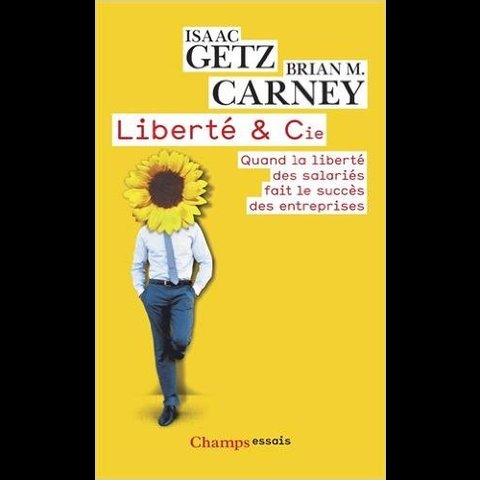 ISAAC
GETZ
BRIAN M.
CARNEY
Liberté & Cie
Quand la liberté
des salariés
fait le succès
des entreprises
Champs essais